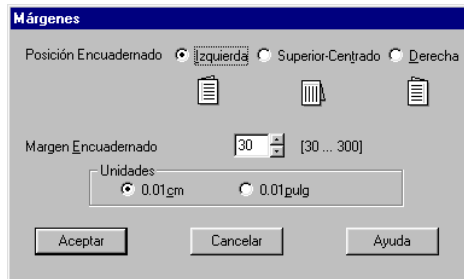 Márgenes
Posición Encuadernado Izquierda Superior-Centrado Derecha
Margen Encuadernado 30 [30 ... 300]
Unidades
0.01cm 0.01pulg
Aceptar Cancelar Ayuda